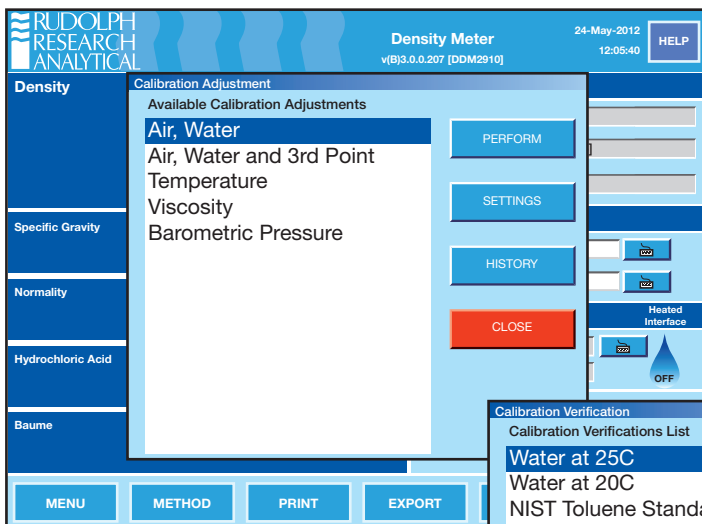 RUDOLPH
RESEARCH
ANALYTICAL
Density Meter
v(B)3.0.0.207 [DDM2910]
24-May-2012
12:05:40
HELP
Density
Specific Gravity
Normality
Hydrochloric Acid
Baume
Calibration Adjustment
Available Calibration Adjustments
Air, Water
Air, Water and 3rd Point
Temperature
Viscosity
Barometric Pressure
PERFORM
SETTINGS
HISTORY
CLOSE
Heated
Interface
OFF
Calibration Verification
Calibration Verifications List
Water at 25C
Water at 20C
NIST Toluene
MENU
METHOD
PRINT
EXPORT